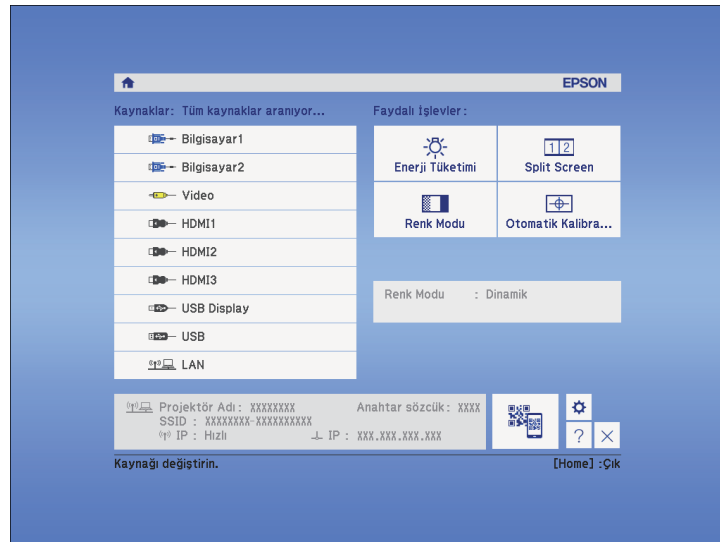 EPSON
Kaynaklar: Tüm kaynaklar aranıyor...
Bilgisayar1
Bilgisayar2
Video
HDMI1
HDMI2
HDMI3
USB Display
USB
LAN
Faydalı İşlevler:
Enerji Tüketimi
1 2
Split Screen
Renk Modu
Otomatik Kalibra...
Renk Modu : Dinamik
Projektör Adı: XXXXXXXX Anahtar sözcük: XXXX
SSID : XXXXXXXX-XXXXXXXXXX
IP : Hızlı IP : XXX.XXX.XXX.XXX
?
Kaynağı değiştirin. [Home] :Çık